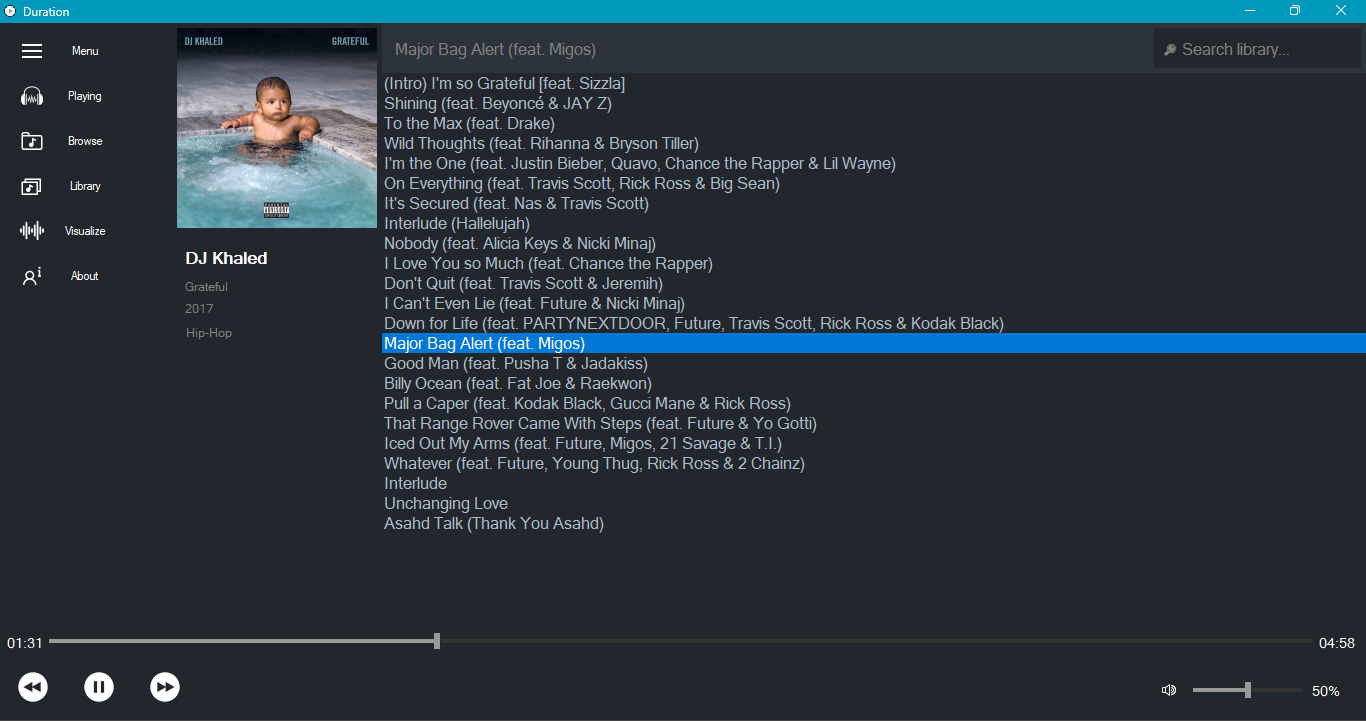 Duration
Menu
Playing
Browse
Library
Visualize
About
DJ KHALED
GRATEFUL
PARENTAL
ADVISORY
EXPLICIT CONTENT
DJ Khaled
Grateful
2017
Hip-Hop
Major Bag Alert (feat. Migos)
Search library...
(Intro) I'm so Grateful [feat. Sizzla]
Shining (feat. Beyoncé & JAY Z)
To the Max (feat. Drake)
Wild Thoughts (feat. Rihanna & Bryson Tiller)
I'm the One (feat. Justin Bieber, Quavo, Chance the Rapper & Lil Wayne)
On Everything (feat. Travis Scott, Rick Ross & Big Sean)
It's Secured (feat. Nas & Travis Scott)
Interlude (Hallelujah)
Nobody (feat. Alicia Keys & Nicki Minaj)
I Love You so Much (feat. Chance the Rapper)
Don't Quit (feat. Travis Scott & Jeremih)
I Can't Even Lie (feat. Future & Nicki Minaj)
Down for Life (feat. PARTYNEXTDOOR, Future, Travis Scott, Rick Ross & Kodak Black)
Major Bag Alert (feat. Migos)
Good Man (feat. Pusha T & Jadakiss)
Billy Ocean (feat. Fat Joe & Raekwon)
Pull a Caper (feat. Kodak Black, Gucci Mane & Rick Ross)
That Range Rover Came With Steps (feat. Future & Yo Gotti)
Iced Out My Arms (feat. Future, Migos, 21 Savage & T.I.)
Whatever (feat. Future, Young Thug, Rick Ross & 2 Chainz)
Interlude
Unchanging Love
Asahd Talk (Thank You Asahd)
01:31
04:58
50%